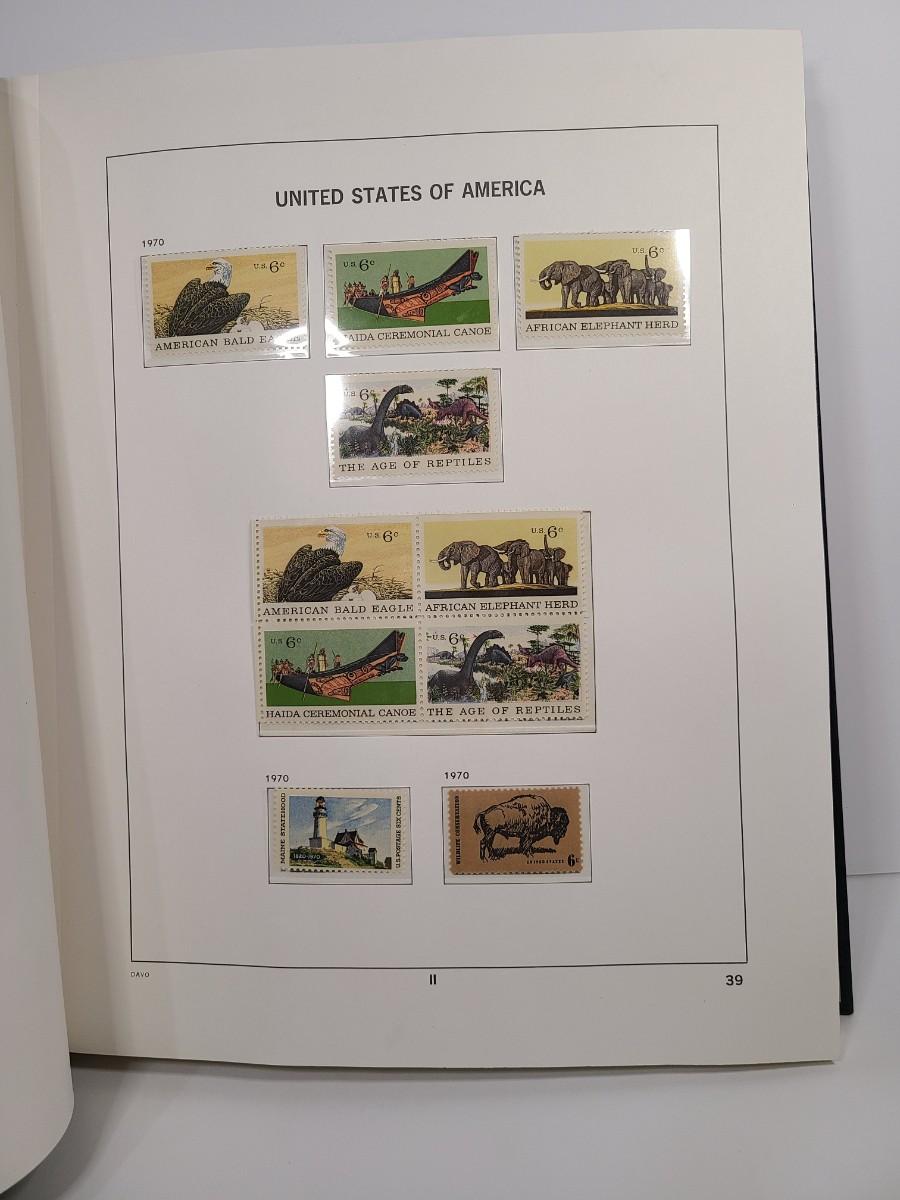 UNITED STATES OF AMERICA
1970
U.S. 6c
AMERICAN BALD EAGLE
U.S. 6c
HAIDA CEREMONIAL CANOE
U.S. 6c
AFRICAN ELEPHANT HERD
U.S. 6c
THE AGE OF REPTILES
U.S. 6c
AMERICAN BALD EAGLE
U.S. 6c
AFRICAN ELEPHANT HERD
U.S. 6c
HAIDA CEREMONIAL CANOE
U.S. 6c
THE AGE OF REPTILES
1970
MAINE STATEHOOD
1820-1970
U.S. POSTAGE SIX CENTS
1970
WILDLIFE CONSERVATION
UNITED STATES
6c
DAVO
II
39